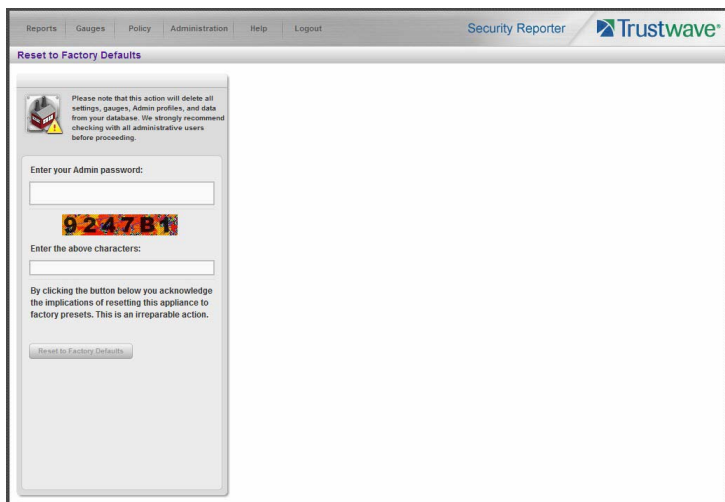 Reports Gauges Policy Administration Help Logout Security Reporter Trustwave®
Reset to Factory Defaults
Please note that this action will delete all
settings, gauges, Admin profiles, and data
from your database. We strongly recommend
checking with all administrative users
before proceeding.
Enter your Admin password:
9247B1
Enter the above characters:
By clicking the button below you acknowledge
the implications of resetting this appliance to
factory presets. This is an irreparable action.
Reset to Factory Defaults